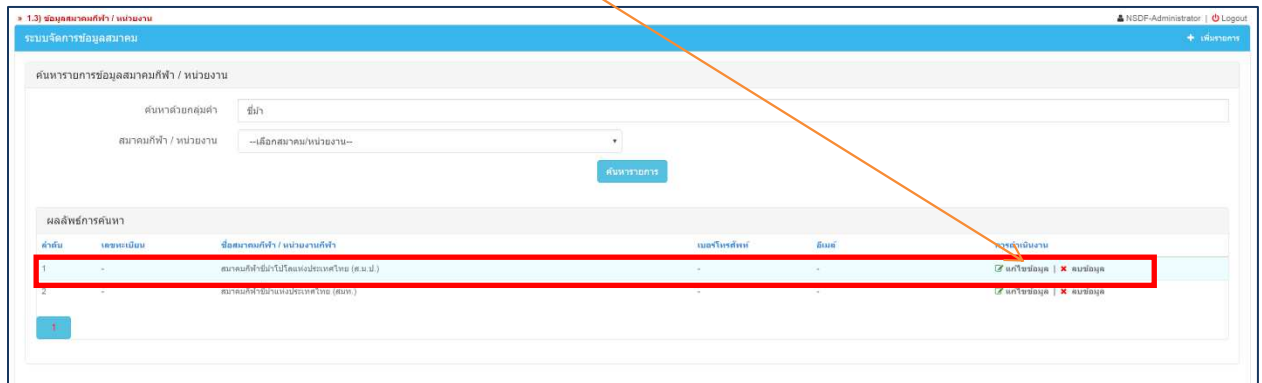 » 1.3) ข้อมูลสมาคมกีฬา / หน่วยงาน
NSDF-Administrator | Logout
ระบบจัดการข้อมูลสมาคม
+ เพิ่มรายการ
ค้นหารายการข้อมูลสมาคมกีฬา / หน่วยงาน
ค้นหาด้วยกลุ่มคำ ขี่ม้า
สมาคมกีฬา / หน่วยงาน --เลือกสมาคม/หน่วยงาน--
ค้นหารายการ
ผลลัพธ์การค้นหา
ลำดับ เลขทะเบียน ชื่อสมาคมกีฬา / หน่วยงานกีฬา เบอร์โทรศัพท์ อีเมล์ การดำเนินงาน
1 - สมาคมกีฬาขี่ม้าโปโลแห่งประเทศไทย (ส.ม.ป.) - - แก้ไขข้อมูล | ลบข้อมูล
2 - สมาคมกีฬาขี่ม้าแห่งประเทศไทย (สมท.) - - แก้ไขข้อมูล | ลบข้อมูล
1